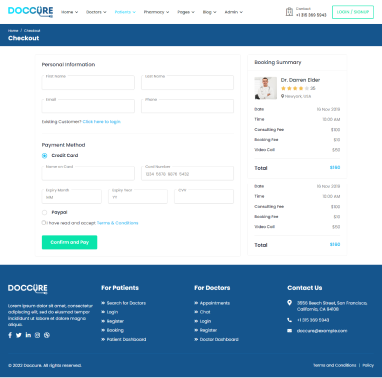 DOCCURE
Home
Doctors
Patients
Pharmacy
Pages
Blog
Admin
Contact
+1 315 369 5943
LOGIN / SIGNUP
Home / Checkout
Checkout
Personal Information
First Name
Last Name
Email
Phone
Existing Customer? Click here to login
Payment Method
Credit Card
Name on Card
Card Number
1234 5678 9876 5432
Expiry Month
MM
Expiry Year
YY
CVV
Paypal
I have read and accept Terms & Conditions
Confirm and Pay
Booking Summary
Dr. Darren Elder
35
Newyork, USA
Date 16 Nov 2019
Time 10:00 AM
Consulting Fee $100
Booking Fee $10
Video Call $50
Total $160
Date 16 Nov 2019
Time 10:00 AM
Consulting Fee $100
Booking Fee $10
Video Call $50
Total $160
DOCCURE
Lorem ipsum dolor sit amet, consectetur
adipiscing elit, sed do eiusmod tempor
incididunt ut labore et dolore magna
aliqua.
For Patients
Search for Doctors
Login
Register
Booking
Patient Dashboard
For Doctors
Appointments
Chat
Login
Register
Doctor Dashboard
Contact Us
3556 Beech Street, San Francisco,
California, CA 94108
+1 315 369 5943
doccure@example.com
Terms and Conditions | Policy